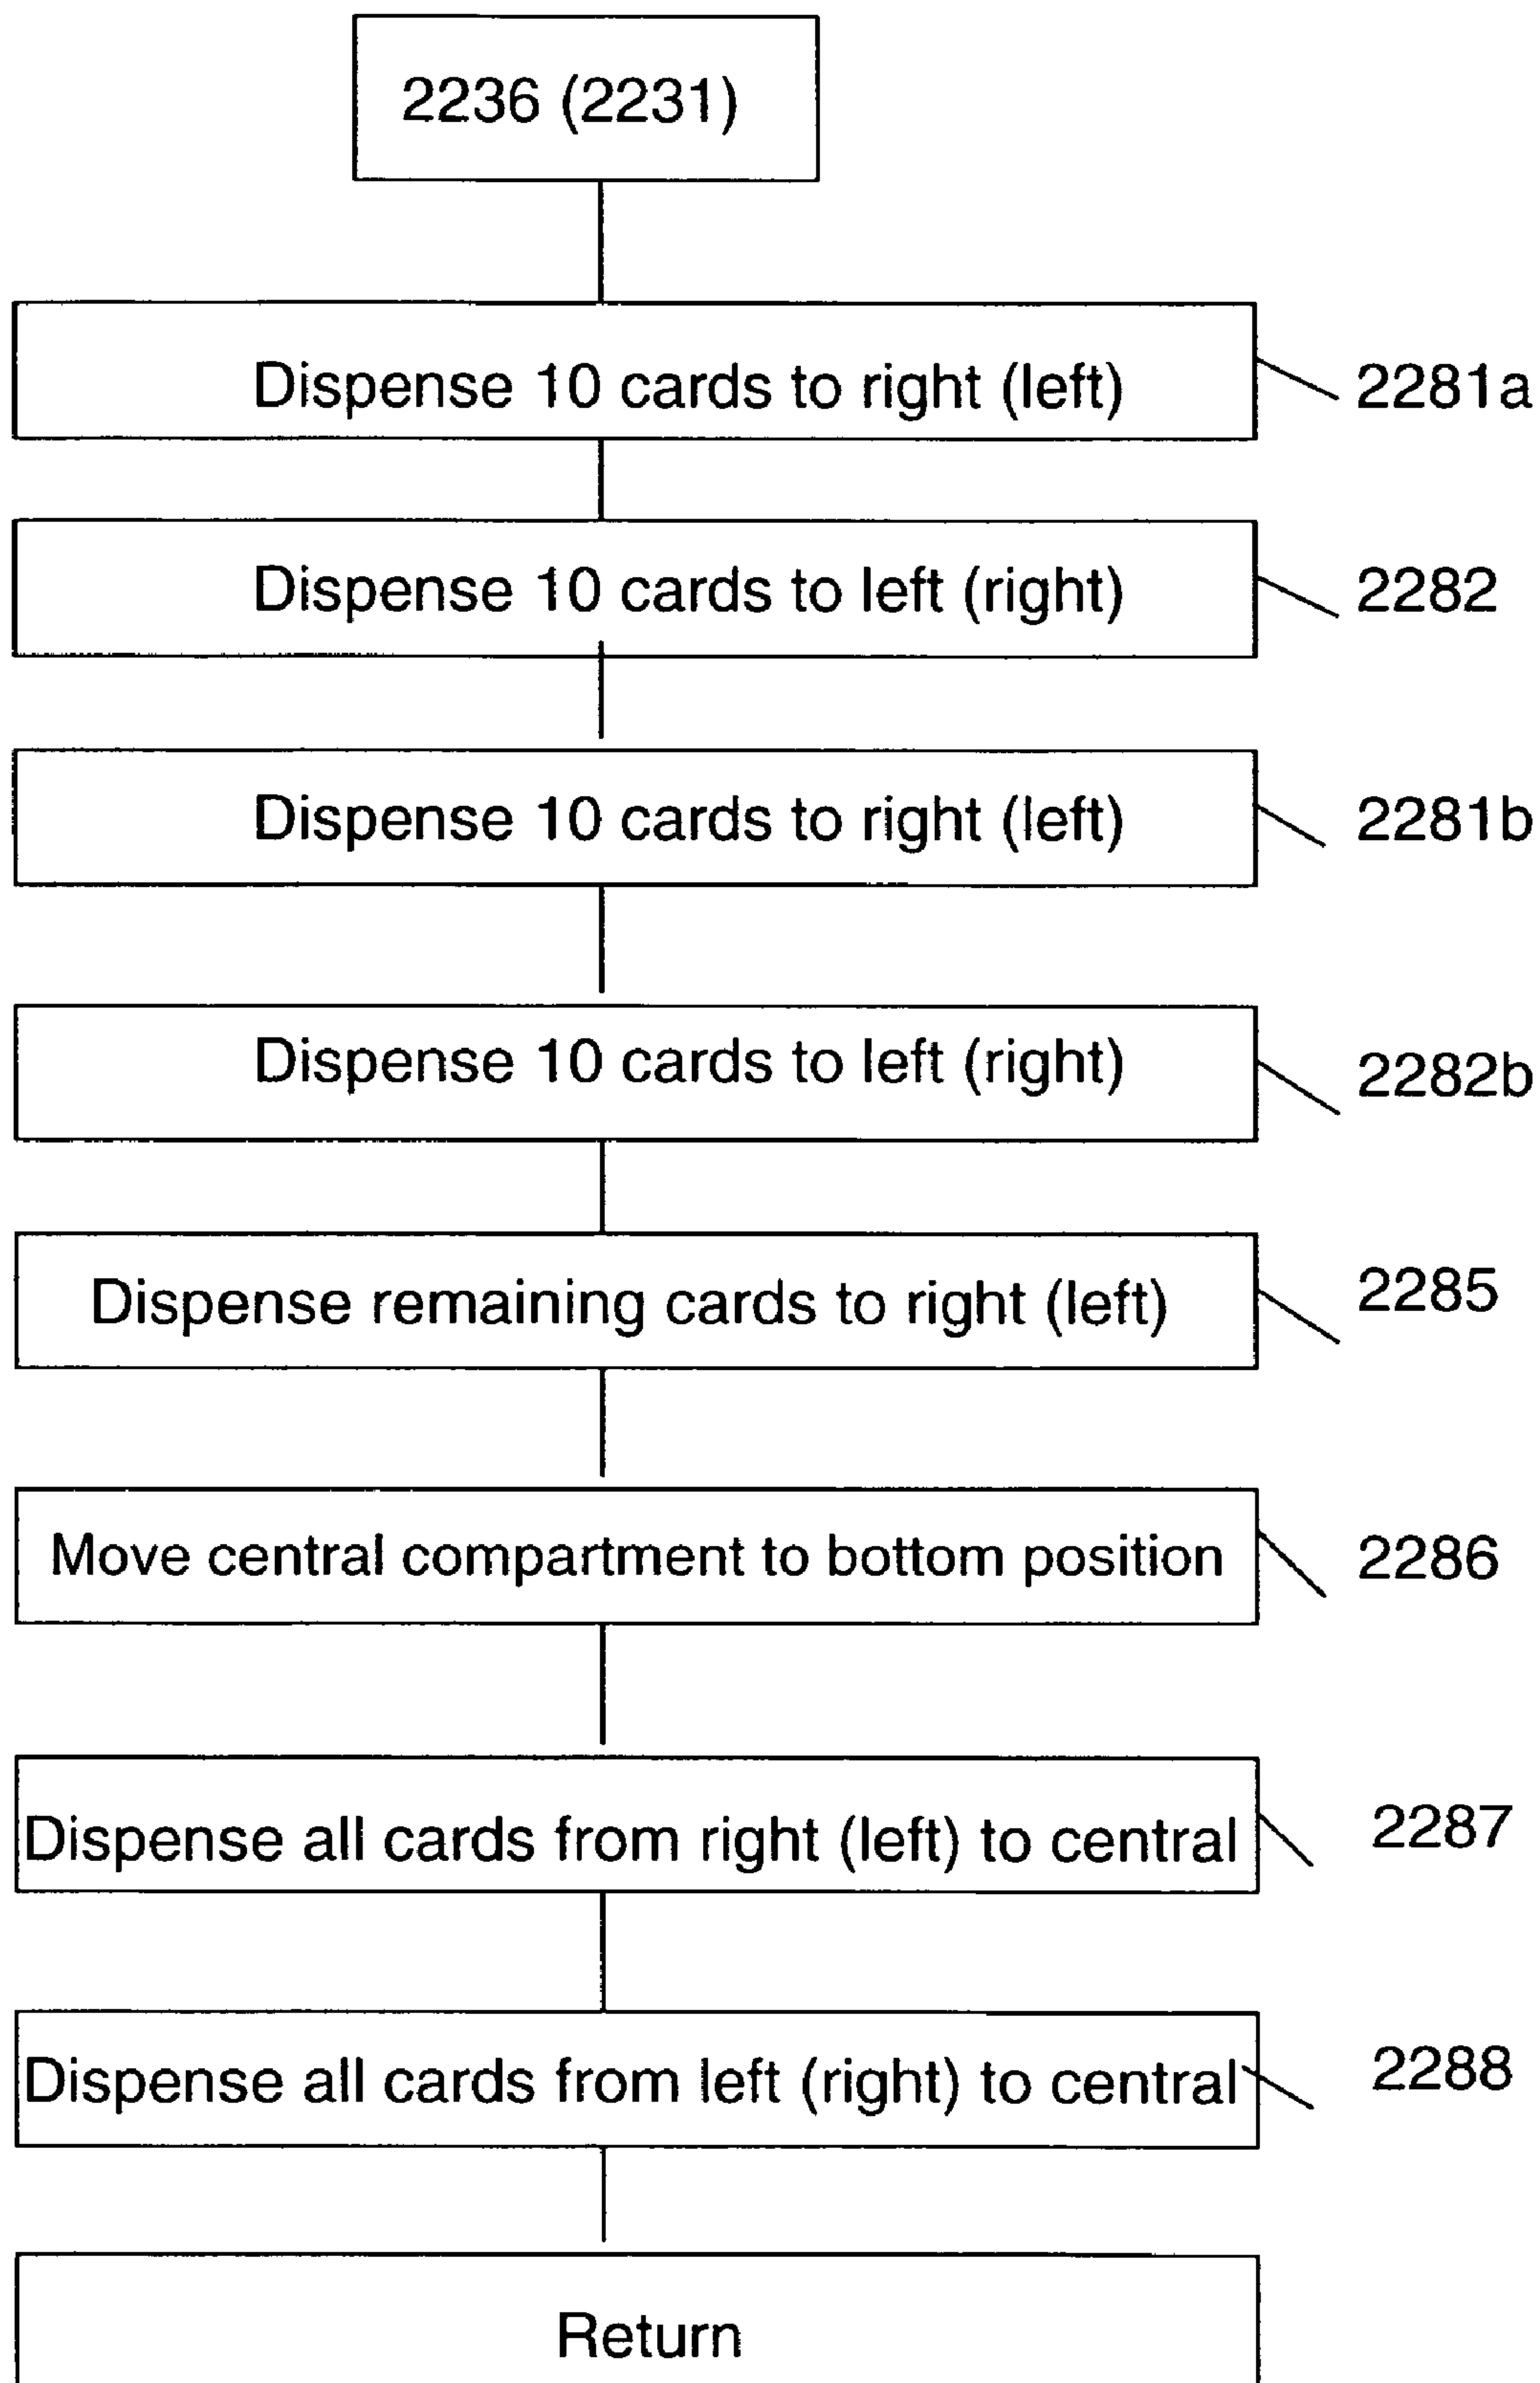 2236 (2231)
Dispense 10 cards to right (left)
2281a
Dispense 10 cards to left (right)
2282
Dispense 10 cards to right (left)
2281b
Dispense 10 cards to left (right)
2282b
Dispense remaining cards to right (left)
2285
Move central compartment to bottom position
2286
Dispense all cards from right (left) to central
2287
Dispense all cards from left (right) to central
2288
Return